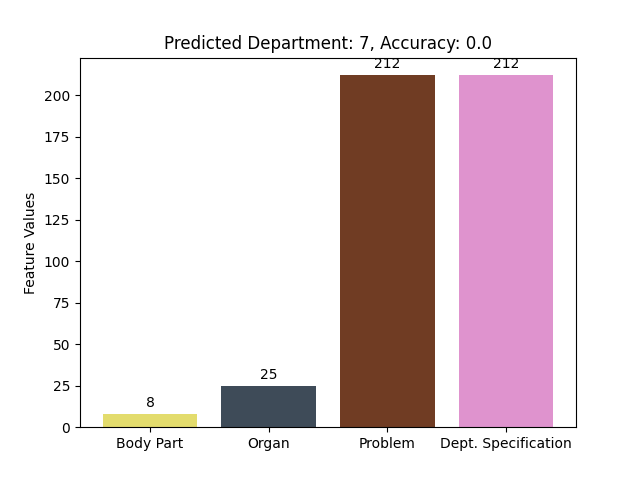 Predicted Department: 7, Accuracy: 0.0
Feature Values
200
175
150
125
100
75
50
25
0
8
25
212
212
Body Part
Organ
Problem
Dept. Specification